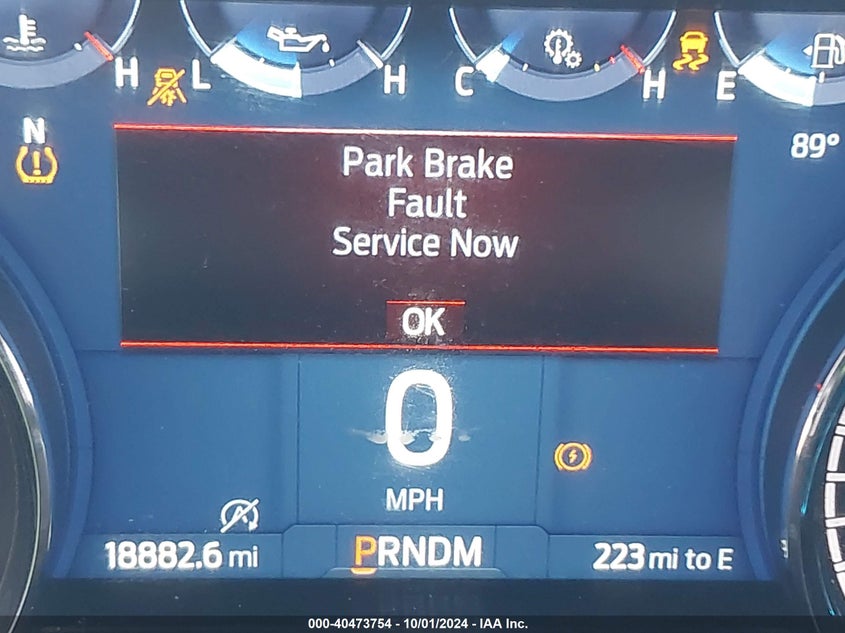 H L H C H E
N
89°
Park Brake
Fault
Service Now
OK
0
MPH
18882.6 mi
PRNDM
223 mi to E
000-40473754 - 10/01/2024 - IAA Inc.